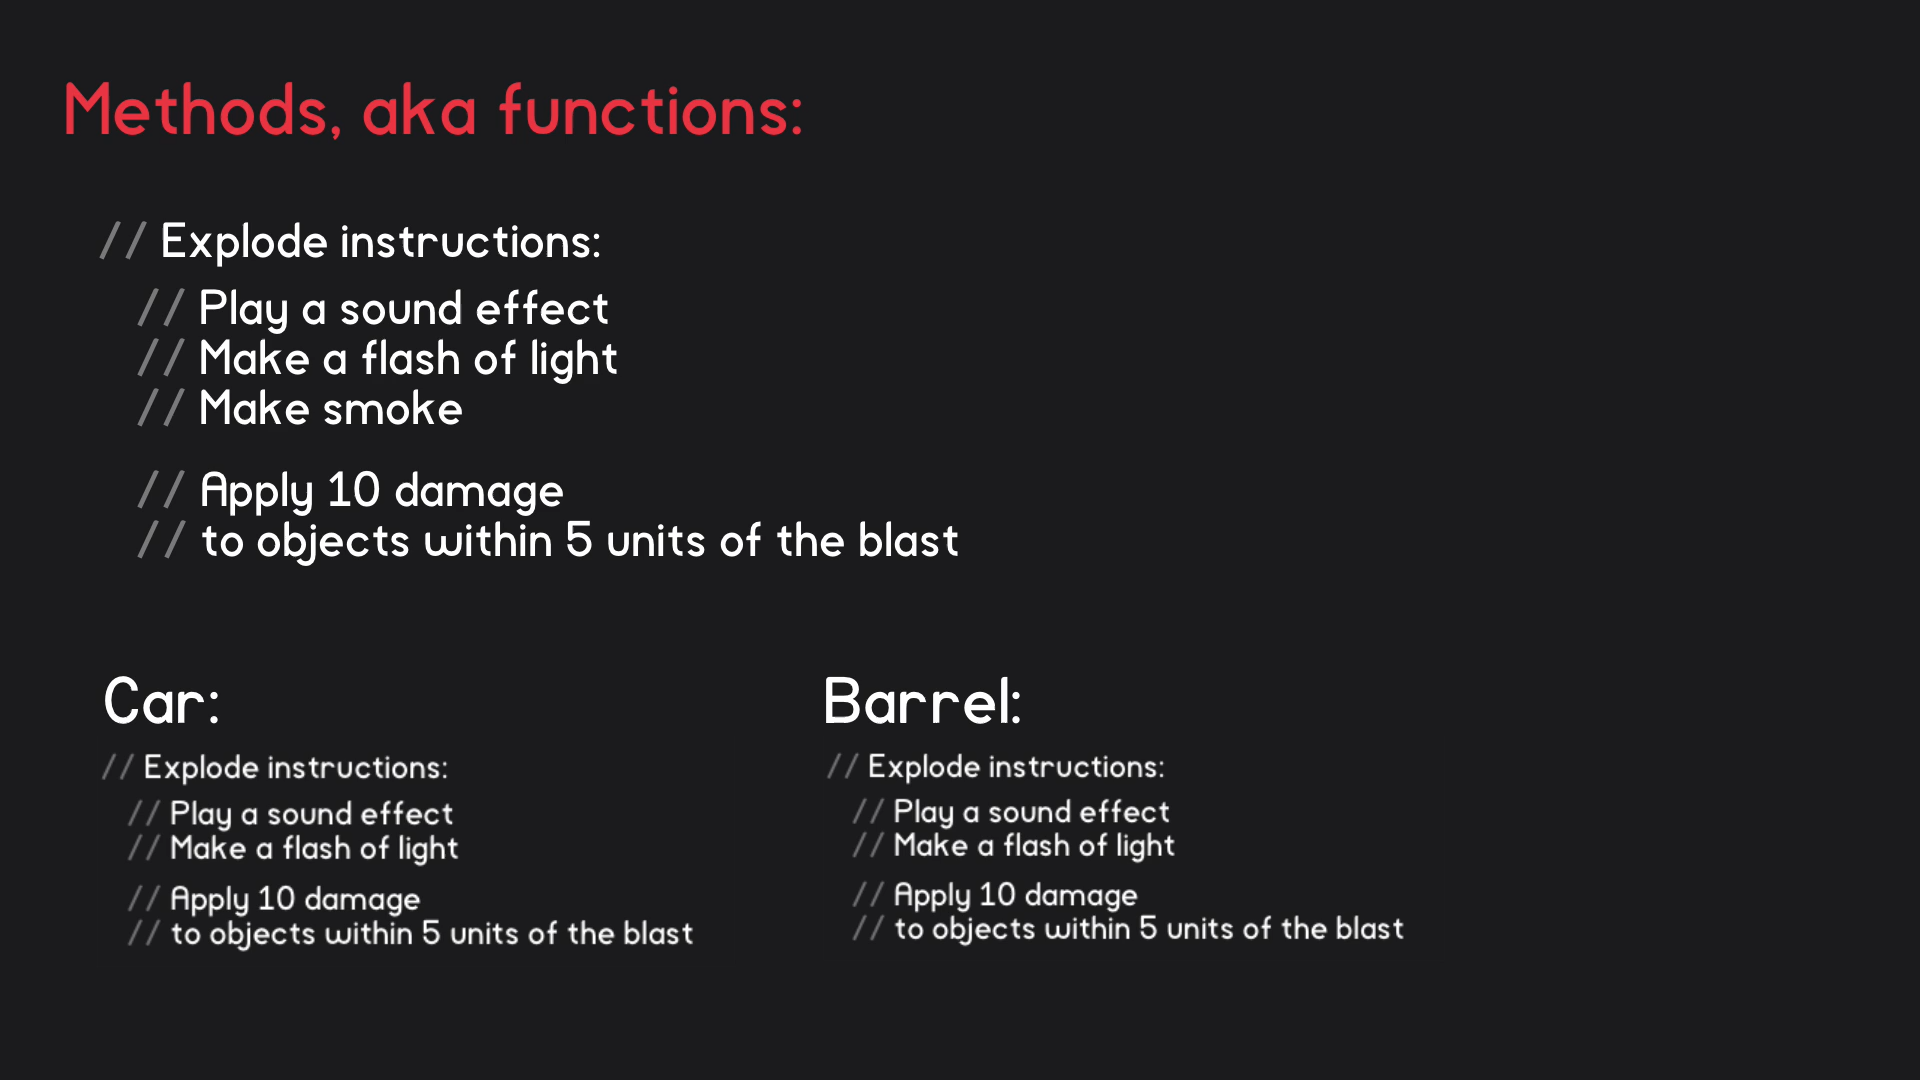 Methods, aka functions:
// Explode instructions:
// Play a sound effect
// Make a flash of light
// Make smoke
// Apply 10 damage
// to objects within 5 units of the blast
Car:
// Explode instructions:
// Play a sound effect
// Make a flash of light
// Apply 10 damage
// to objects within 5 units of the blast
Barrel:
// Explode instructions:
// Play a sound effect
// Make a flash of light
// Apply 10 damage
// to objects within 5 units of the blast